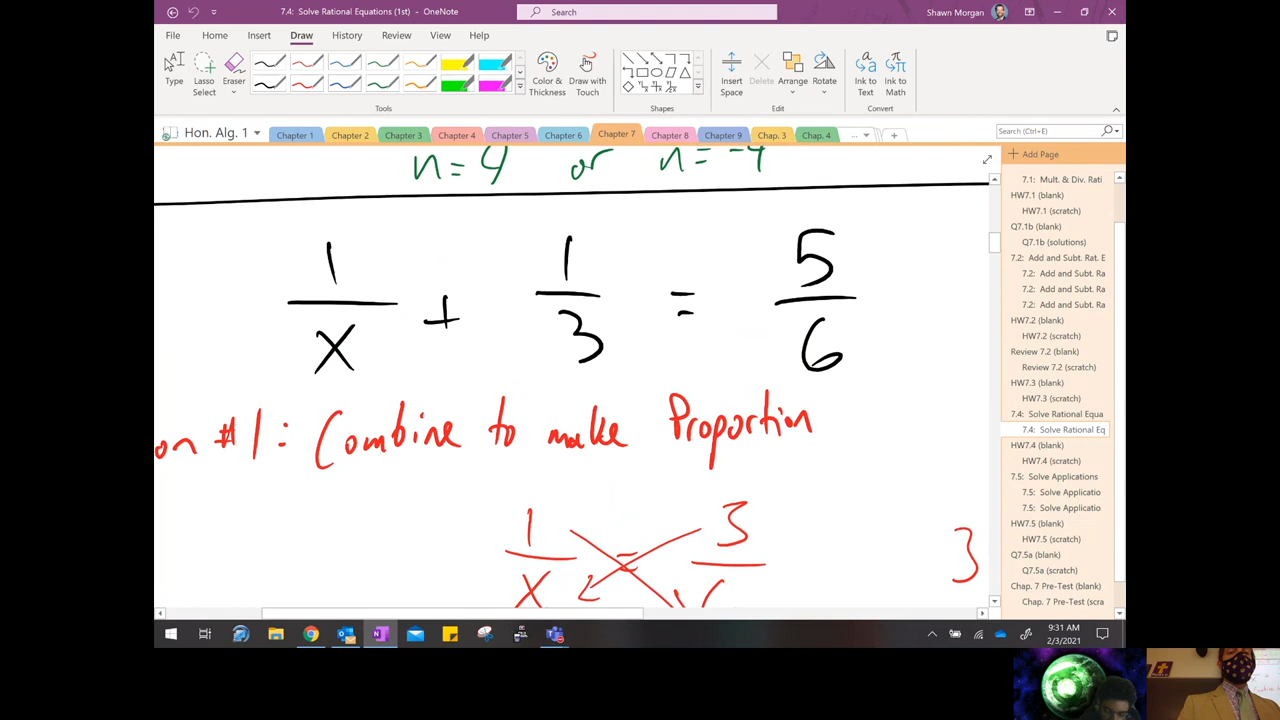 7.4: Solve Rational Equations (1st) - OneNote
Search
Shawn Morgan
File Home Insert Draw History Review View Help
Type
Lasso Select
Eraser
Color & Thickness
Draw with Touch
Insert Space
Delete
Arrange
Rotate
Ink to Text
Ink to Math
Tools
Shapes
Edit
Convert
Hon. Alg. 1
Chapter 1 Chapter 2 Chapter 3 Chapter 4 Chapter 5 Chapter 6 Chapter 7 Chapter 8 Chapter 9 Chap. 3 Chap. 4 ...
Search (Ctrl+E)
n = 4 or n = -4
1/x + 1/3 = 5/6
on #1: Combine to make Proportion
1/x = 3/
3
Add Page
7.1: Mult. & Div. Rati
HW7.1 (blank)
HW7.1 (scratch)
Q7.1b (blank)
Q7.1b (solutions)
7.2: Add and Subt. Rat. E
7.2: Add and Subt. Ra
7.2: Add and Subt. Ra
7.2: Add and Subt. Ra
HW7.2 (blank)
HW7.2 (scratch)
Review 7.2 (blank)
Review 7.2 (scratch)
HW7.3 (blank)
HW7.3 (scratch)
7.4: Solve Rational Equa
7.4: Solve Rational Eq
HW7.4 (blank)
HW7.4 (scratch)
7.5: Solve Applications
7.5: Solve Applicatio
7.5: Solve Applicatio
HW7.5 (blank)
HW7.5 (scratch)
Q7.5a (blank)
Q7.5a (scratch)
Chap. 7 Pre-Test (blank)
Chap. 7 Pre-Test (scra
9:31 AM
2/3/2021